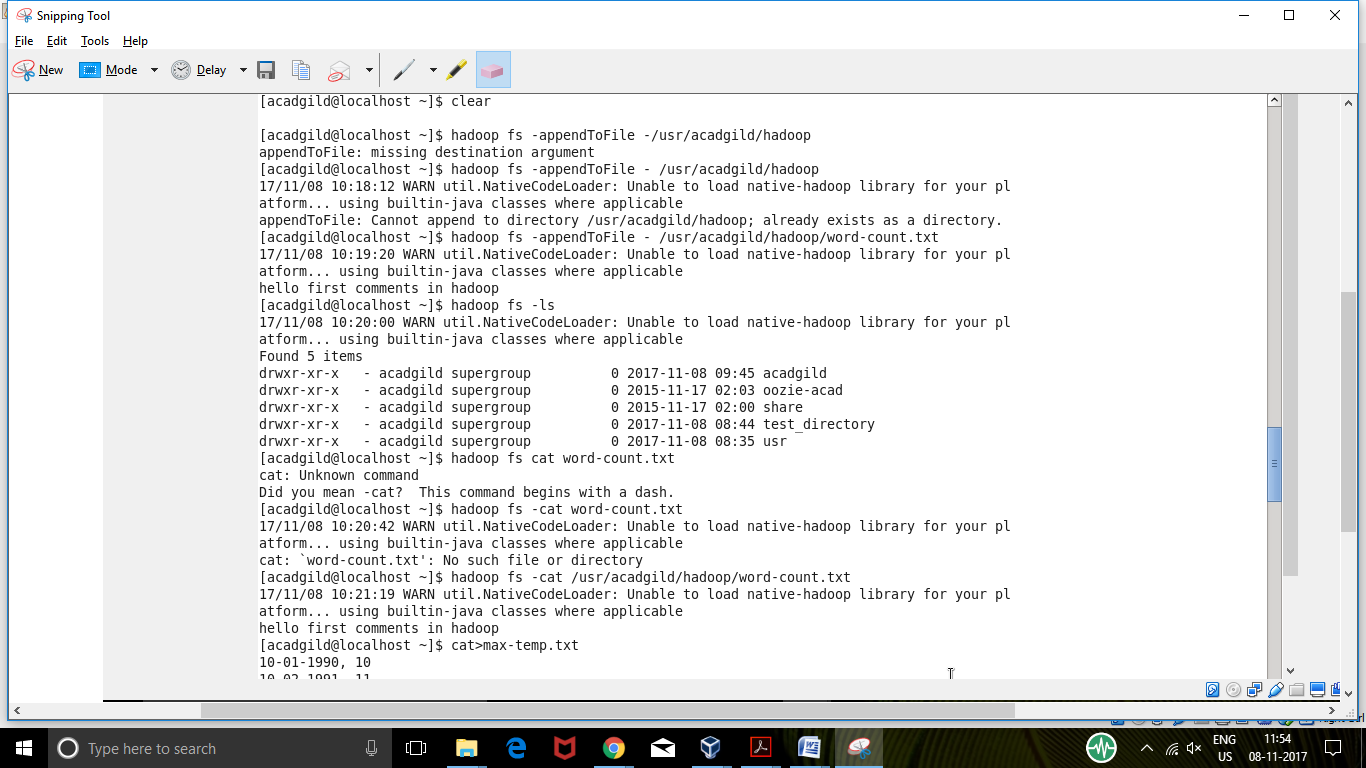 Snipping Tool
File Edit Tools Help
New Mode Delay
[acadgild@localhost ~]$ clear
[acadgild@localhost ~]$ hadoop fs -appendToFile -/usr/acadgild/hadoop
appendToFile: missing destination argument
[acadgild@localhost ~]$ hadoop fs -appendToFile - /usr/acadgild/hadoop
17/11/08 10:18:12 WARN util.NativeCodeLoader: Unable to load native-hadoop library for your pl
atform... using builtin-java classes where applicable
appendToFile: Cannot append to directory /usr/acadgild/hadoop; already exists as a directory.
[acadgild@localhost ~]$ hadoop fs -appendToFile - /usr/acadgild/hadoop/word-count.txt
17/11/08 10:19:20 WARN util.NativeCodeLoader: Unable to load native-hadoop library for your pl
atform... using builtin-java classes where applicable
hello first comments in hadoop
[acadgild@localhost ~]$ hadoop fs -ls
17/11/08 10:20:00 WARN util.NativeCodeLoader: Unable to load native-hadoop library for your pl
atform... using builtin-java classes where applicable
Found 5 items
drwxr-xr-x   - acadgild supergroup          0 2017-11-08 09:45 acadgild
drwxr-xr-x   - acadgild supergroup          0 2015-11-17 02:03 oozie-acad
drwxr-xr-x   - acadgild supergroup          0 2015-11-17 02:00 share
drwxr-xr-x   - acadgild supergroup          0 2017-11-08 08:44 test_directory
drwxr-xr-x   - acadgild supergroup          0 2017-11-08 08:35 usr
[acadgild@localhost ~]$ hadoop fs cat word-count.txt
cat: Unknown command
Did you mean -cat?  This command begins with a dash.
[acadgild@localhost ~]$ hadoop fs -cat word-count.txt
17/11/08 10:20:42 WARN util.NativeCodeLoader: Unable to load native-hadoop library for your pl
atform... using builtin-java classes where applicable
cat: `word-count.txt': No such file or directory
[acadgild@localhost ~]$ hadoop fs -cat /usr/acadgild/hadoop/word-count.txt
17/11/08 10:21:19 WARN util.NativeCodeLoader: Unable to load native-hadoop library for your pl
atform... using builtin-java classes where applicable
hello first comments in hadoop
[acadgild@localhost ~]$ cat>max-temp.txt
10-01-1990, 10
10-02-1991, 11
Type here to search
ENG 11:54
US 08-11-2017